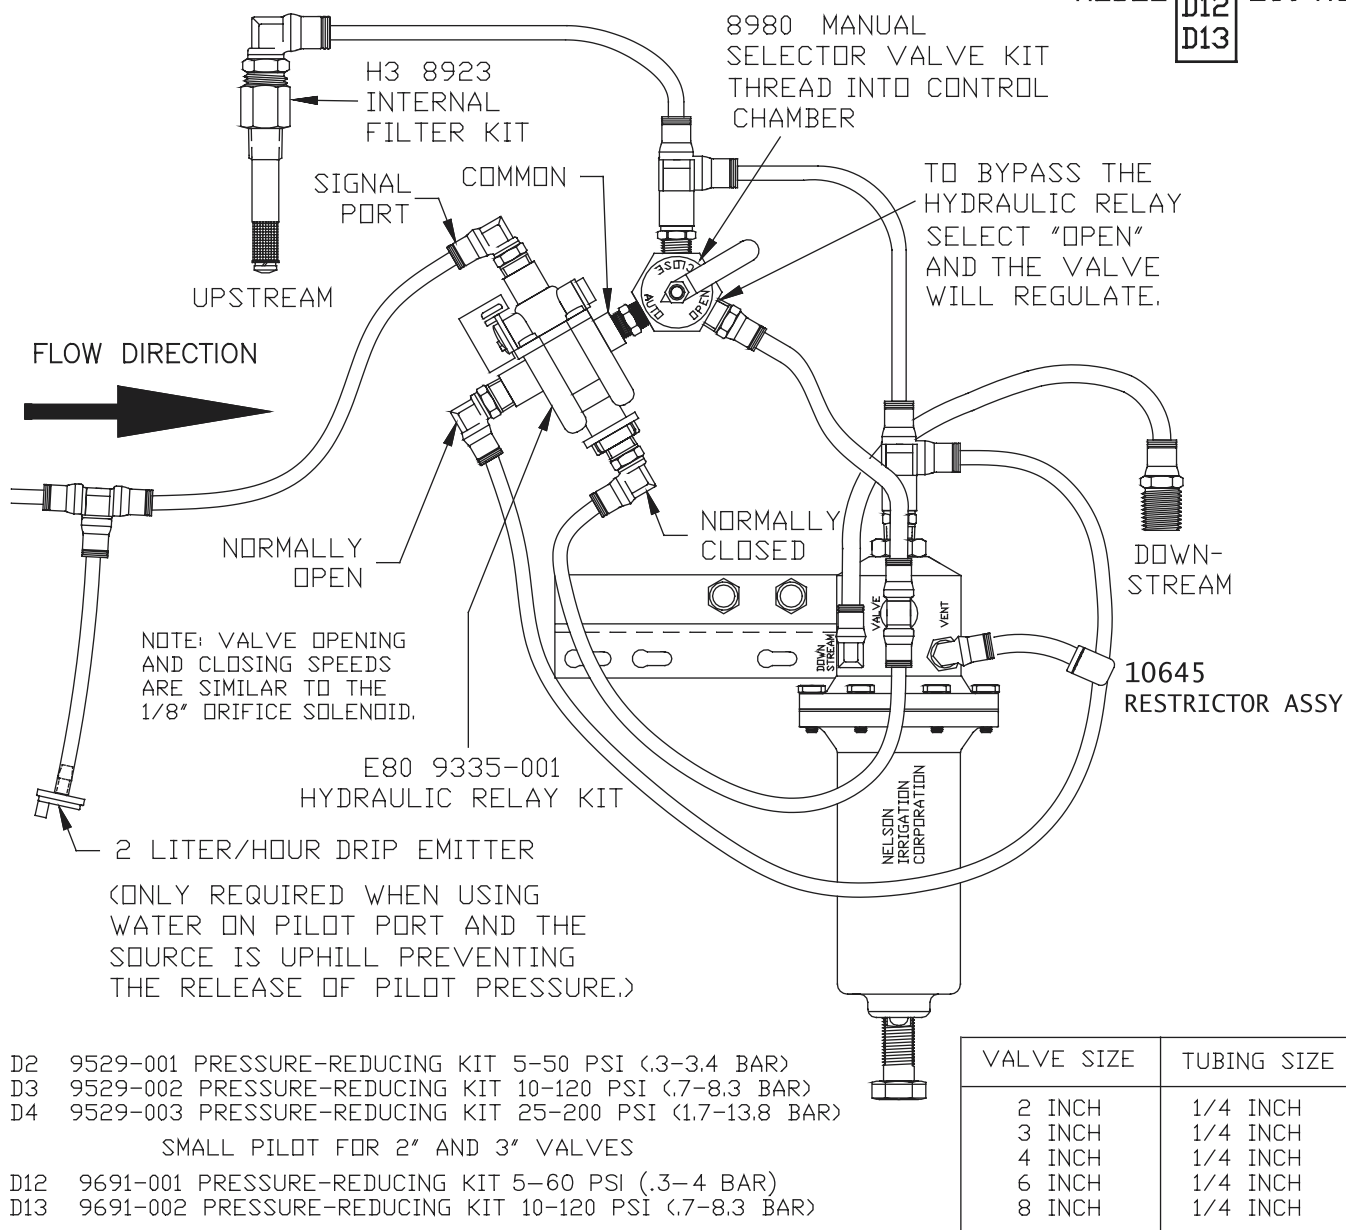 D12
D13
8980 MANUAL
SELECTOR VALVE KIT
THREAD INTO CONTROL
CHAMBER
H3 8923
INTERNAL
FILTER KIT
SIGNAL
PORT
COMMON
TO BYPASS THE
HYDRAULIC RELAY
SELECT "OPEN"
AND THE VALVE
WILL REGULATE.
CLOSE
AUTO
OPEN
UPSTREAM
FLOW DIRECTION
NORMALLY
OPEN
NORMALLY
CLOSED
DOWN-
STREAM
NOTE: VALVE OPENING
AND CLOSING SPEEDS
ARE SIMILAR TO THE
1/8" ORIFICE SOLENOID.
DOWN
STREAM
VALVE
VENT
10645
RESTRICTOR ASSY
E80 9335-001
HYDRAULIC RELAY KIT
NELSON
IRRIGATION
CORPORATION
2 LITER/HOUR DRIP EMITTER
(ONLY REQUIRED WHEN USING
WATER ON PILOT PORT AND THE
SOURCE IS UPHILL PREVENTING
THE RELEASE OF PILOT PRESSURE.)
D2 9529-001 PRESSURE-REDUCING KIT 5-50 PSI (.3-3.4 BAR)
D3 9529-002 PRESSURE-REDUCING KIT 10-120 PSI (.7-8.3 BAR)
D4 9529-003 PRESSURE-REDUCING KIT 25-200 PSI (1.7-13.8 BAR)
SMALL PILOT FOR 2" AND 3" VALVES
D12 9691-001 PRESSURE-REDUCING KIT 5-60 PSI (.3-4 BAR)
D13 9691-002 PRESSURE-REDUCING KIT 10-120 PSI (.7-8.3 BAR)
VALVE SIZE TUBING SIZE
2 INCH 1/4 INCH
3 INCH 1/4 INCH
4 INCH 1/4 INCH
6 INCH 1/4 INCH
8 INCH 1/4 INCH